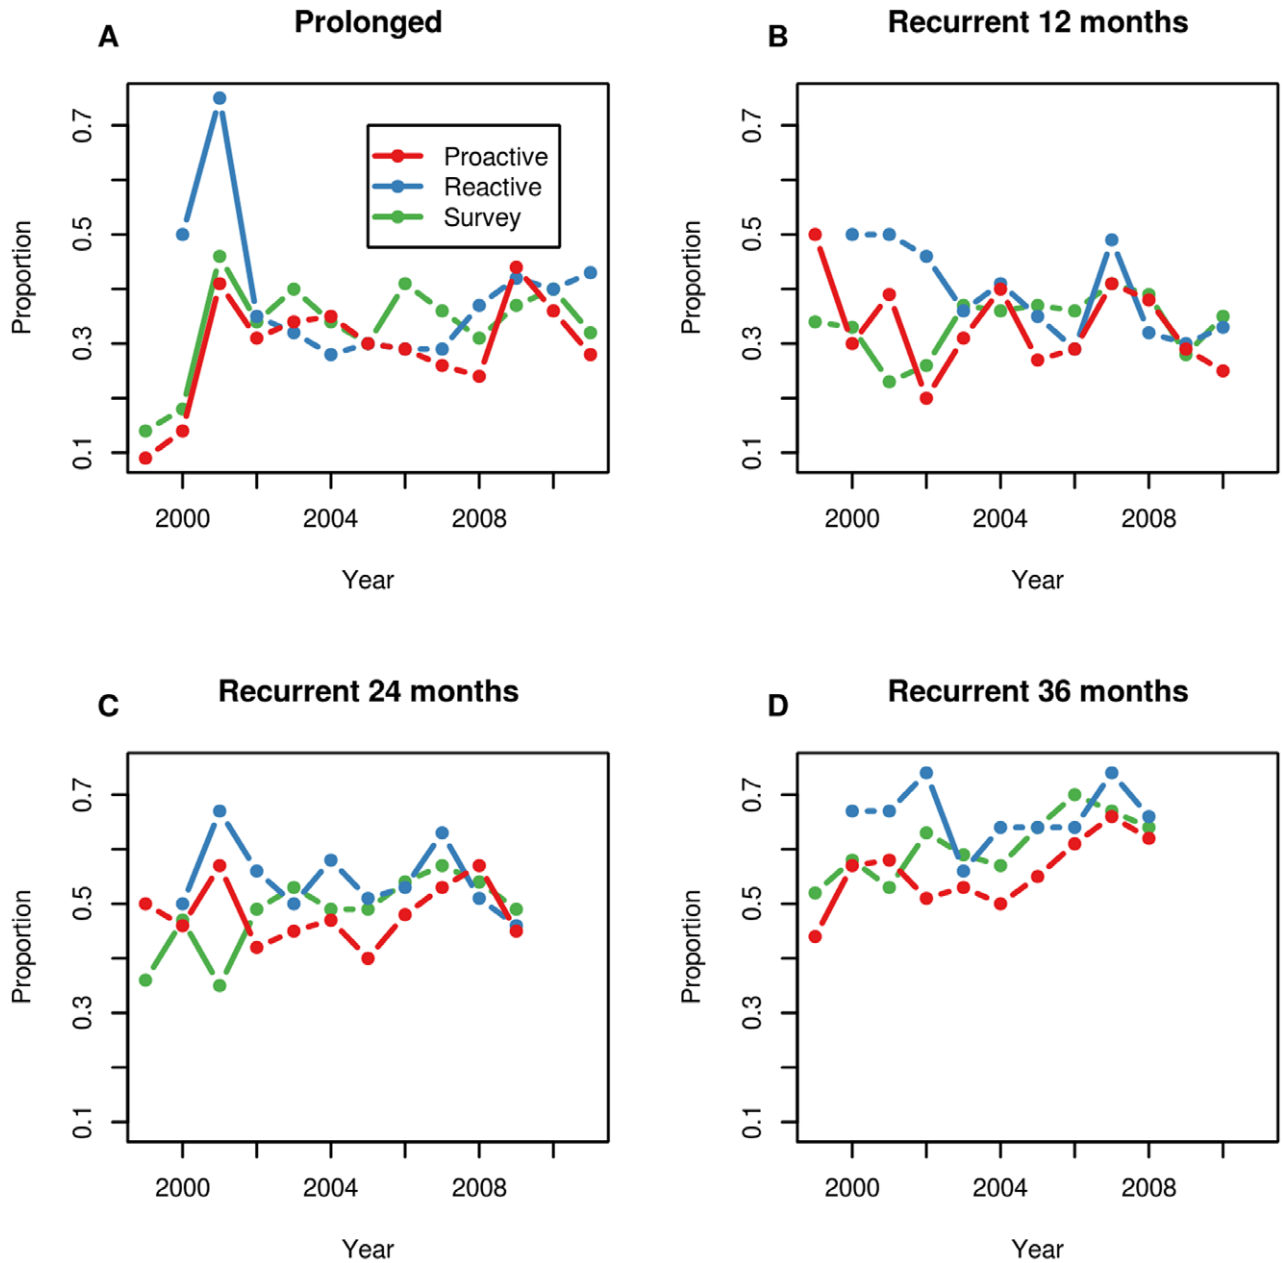 A Prolonged
Proportion
0.7
0.5
0.3
0.1
Proactive
Reactive
Survey
2000 2004 2008
Year
B Recurrent 12 months
Proportion
0.7
0.5
0.3
0.1
2000 2004 2008
Year
C Recurrent 24 months
Proportion
0.7
0.5
0.3
0.1
2000 2004 2008
Year
D Recurrent 36 months
Proportion
0.7
0.5
0.3
0.1
2000 2004 2008
Year